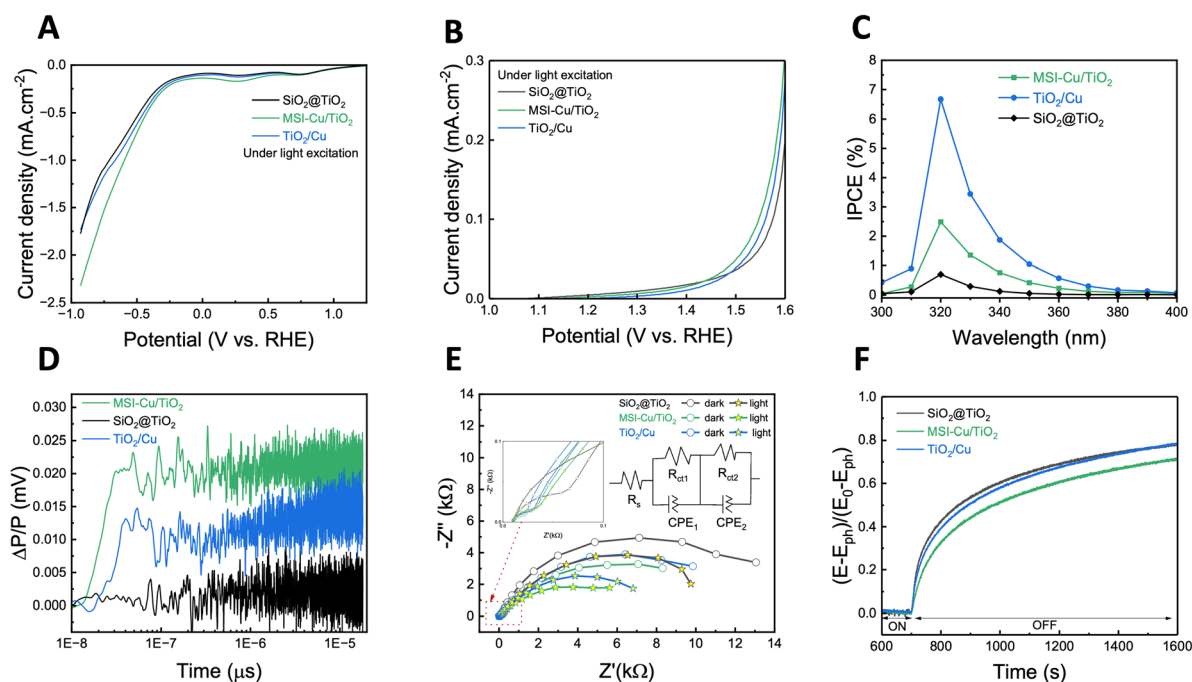 A
Current density (mA.cm⁻²)
0.0
−0.5
−1.0
−1.5
−2.0
−2.5
SiO₂@TiO₂
MSI-Cu/TiO₂
TiO₂/Cu
Under light excitation
−1.0 −0.5 0.0 0.5 1.0
Potential (V vs. RHE)
B
Current density (mA.cm⁻²)
0.3
0.2
0.1
0.0
Under light excitation
SiO₂@TiO₂
MSI-Cu/TiO₂
TiO₂/Cu
1.0 1.1 1.2 1.3 1.4 1.5 1.6
Potential (V vs. RHE)
C
IPCE (%)
8
7
6
5
4
3
2
1
0
MSI-Cu/TiO₂
TiO₂/Cu
SiO₂@TiO₂
300 320 340 360 380 400
Wavelength (nm)
D
ΔP/P (mV)
0.030
0.025
0.020
0.015
0.010
0.005
0.000
MSI-Cu/TiO₂
SiO₂@TiO₂
TiO₂/Cu
1E−8 1E−7 1E−6 1E−5
Time (μs)
E
-Z'' (kΩ)
14
12
10
8
6
4
2
0
SiO₂@TiO₂ dark light
MSI-Cu/TiO₂ dark light
TiO₂/Cu dark light
-Z'' (kΩ)
0.1
0.0
0.0 0.1
Z'(kΩ)
Rs
Rct1
Rct2
CPE₁
CPE₂
0 2 4 6 8 10 12 14
Z'(kΩ)
F
(E-Eph)/(E₀-Eph)
1.0
0.8
0.6
0.4
0.2
0.0
SiO₂@TiO₂
MSI-Cu/TiO₂
TiO₂/Cu
ON
OFF
600 800 1000 1200 1400 1600
Time (s)